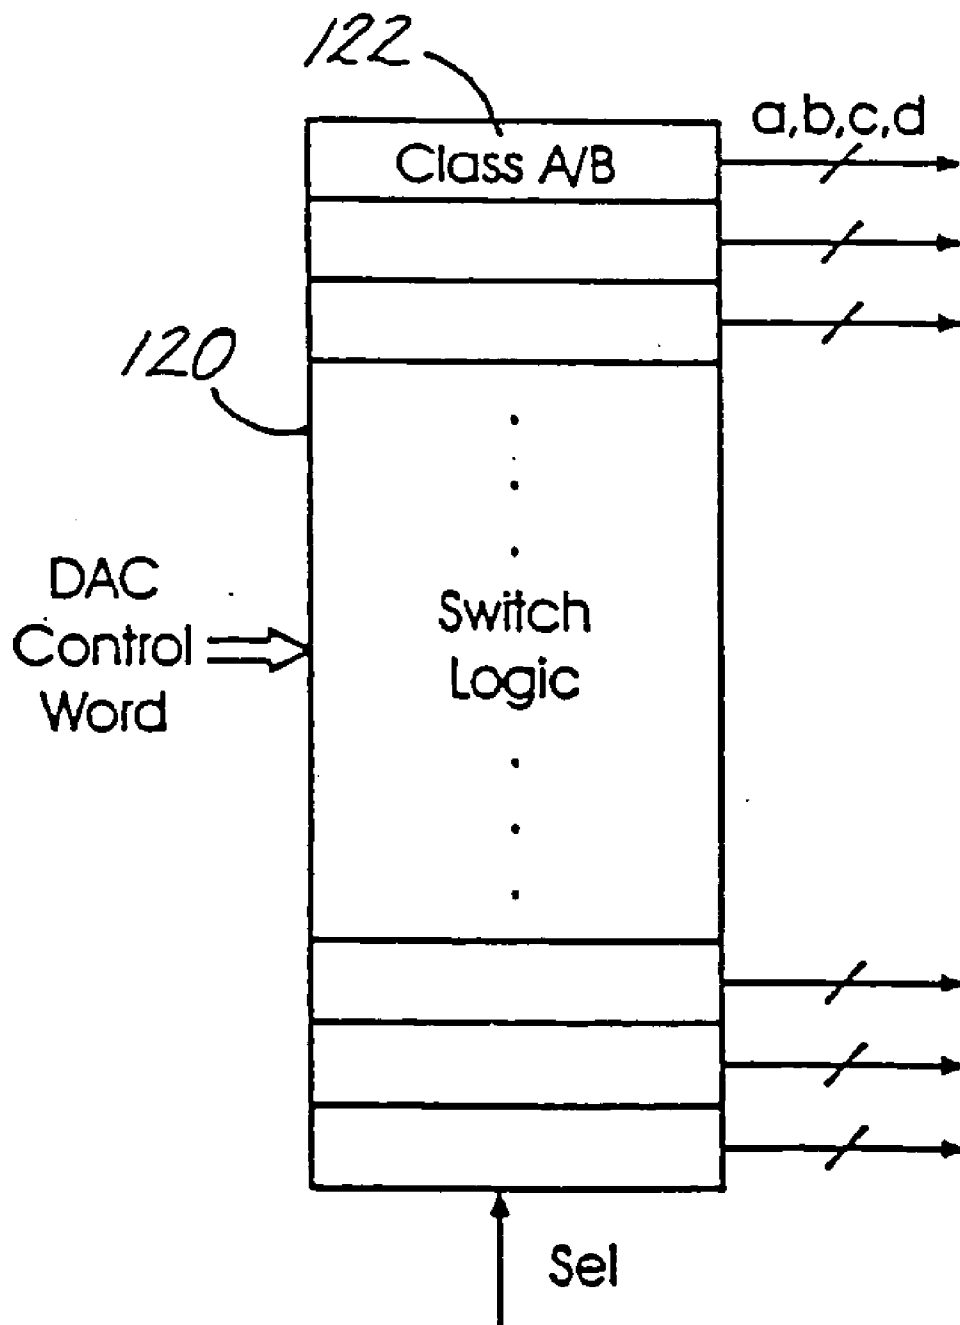 122
a,b,c,d
Class A/B
120
DAC
Control
Word
Switch
Logic
Sel